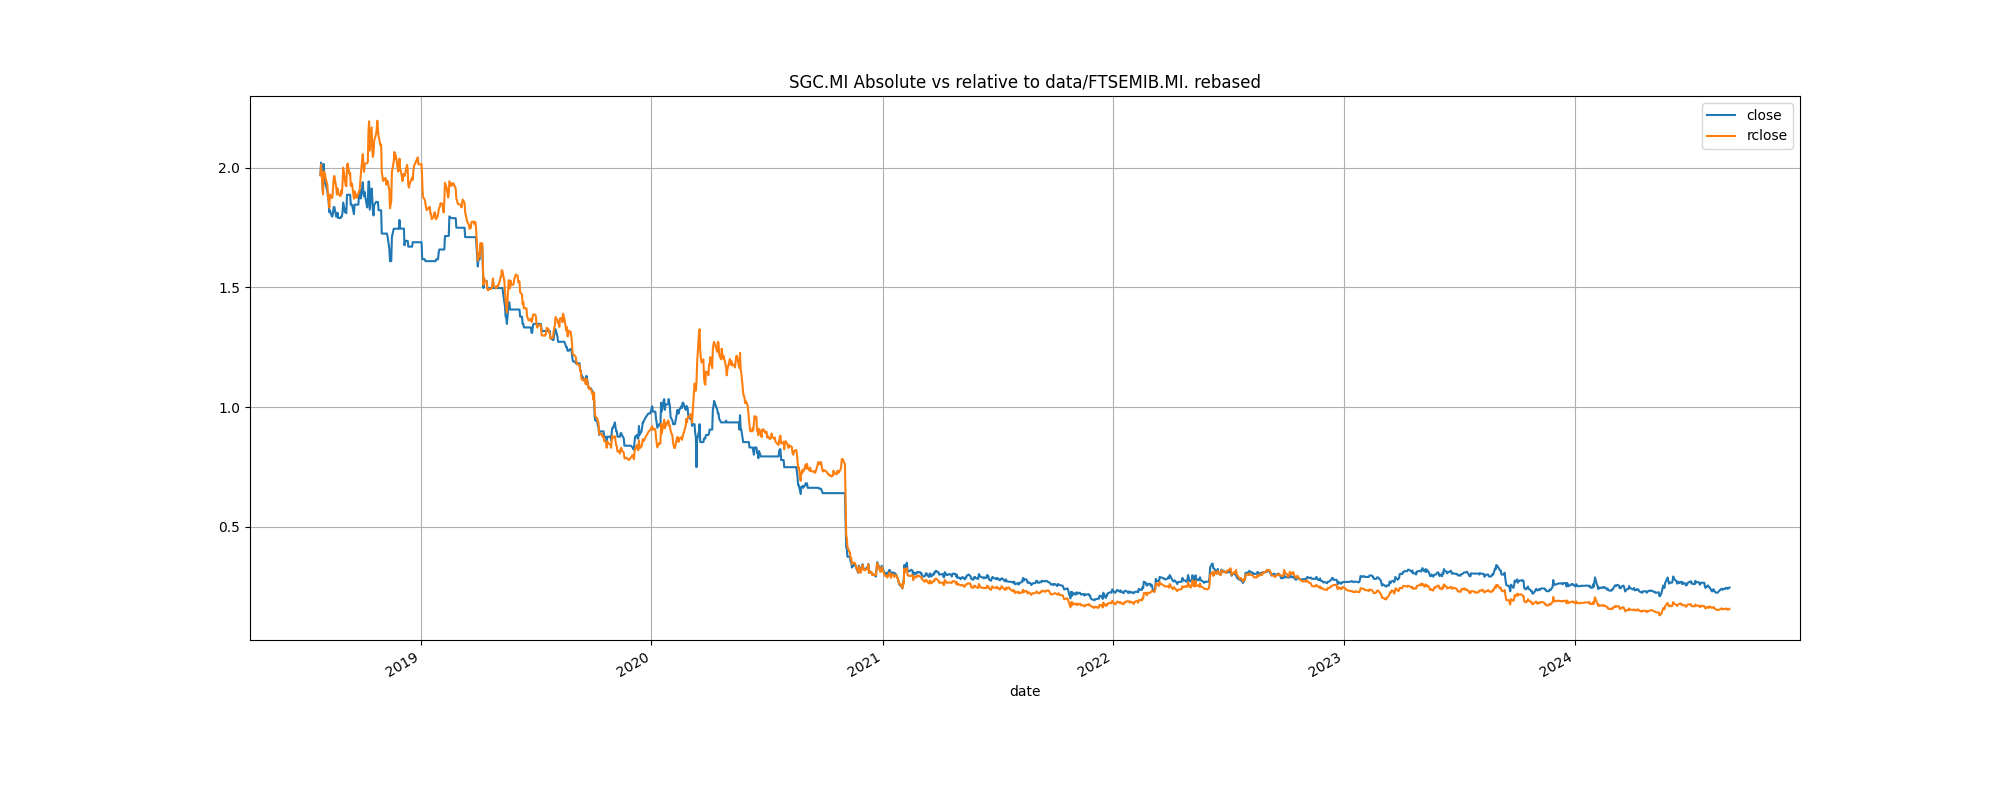 SGC.MI Absolute vs relative to data/FTSEMIB.MI. rebased
close
rclose
2.0
1.5
1.0
0.5
2019
2020
2021
2022
2023
2024
date